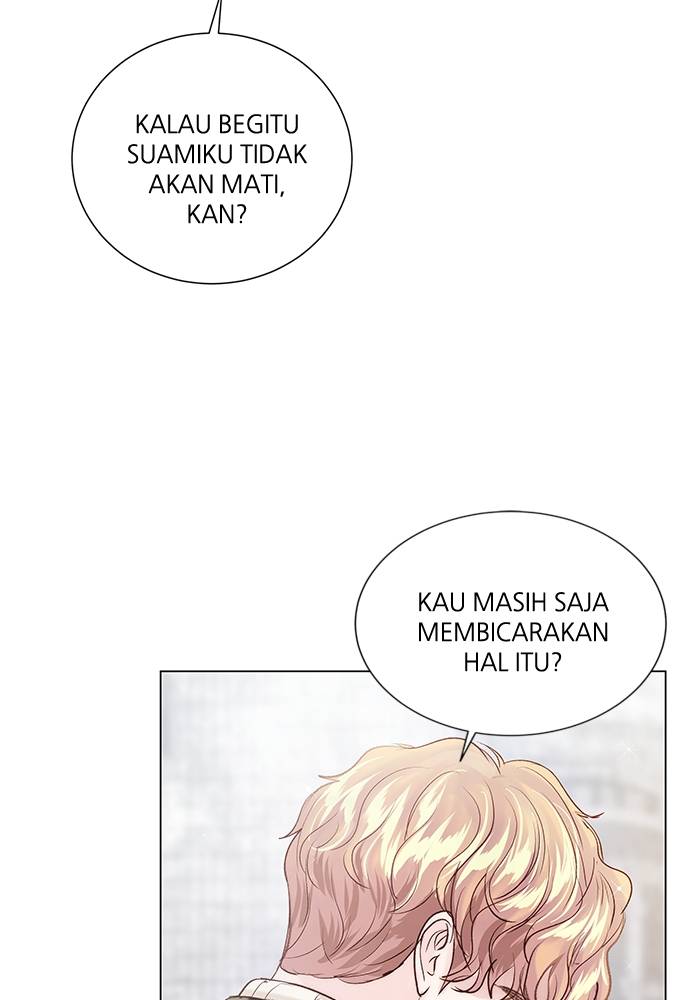 KALAU BEGITU
SUAMIKU TIDAK
AKAN MATI,
KAN?
KAU MASIH SAJA
MEMBICARAKAN
HAL ITU?